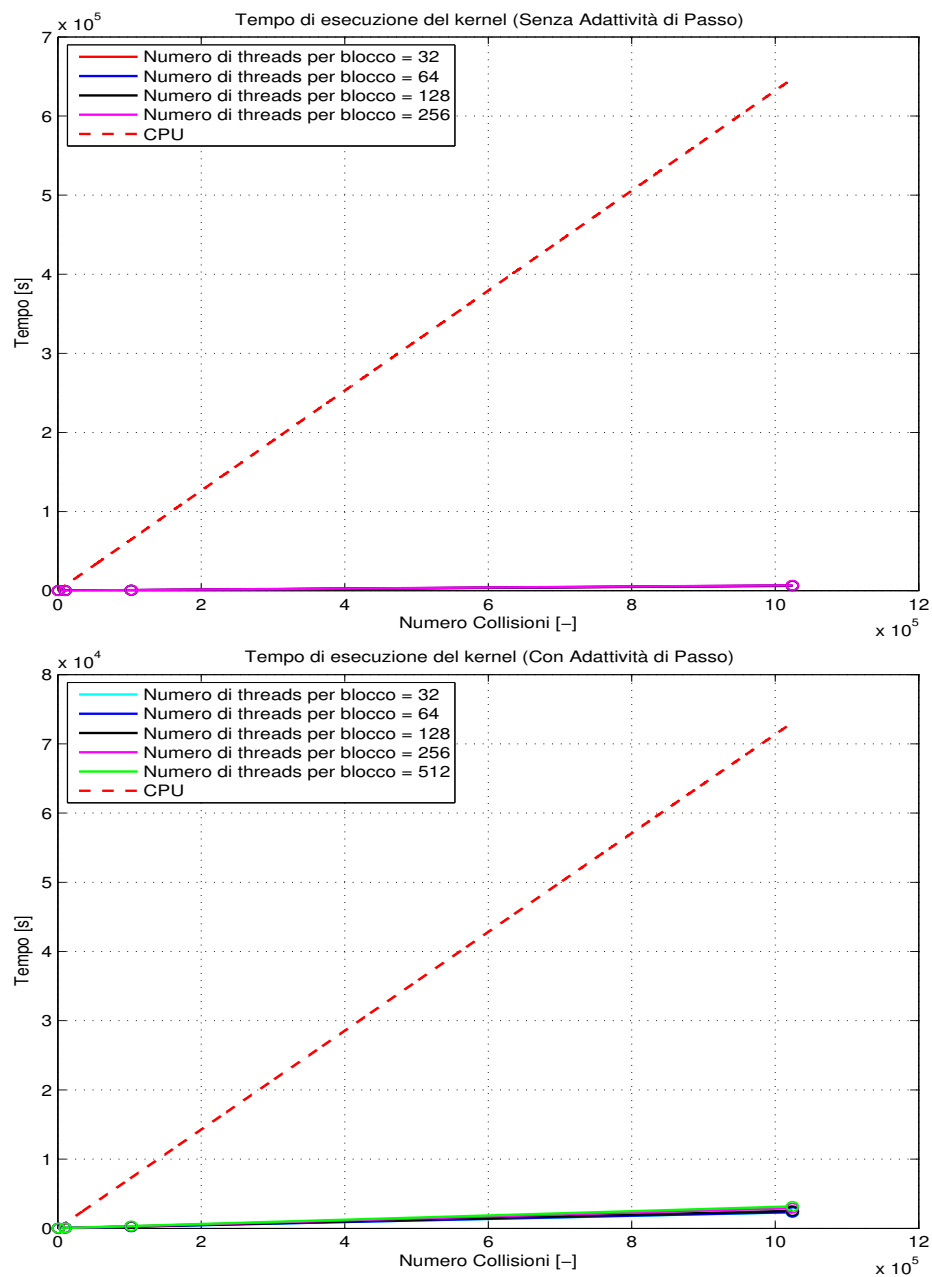 Tempo di esecuzione del kernel (Senza Adattività di Passo)
x 10^5
7
6
5
4
3
2
1
0
Tempo [s]
Numero di threads per blocco = 32
Numero di threads per blocco = 64
Numero di threads per blocco = 128
Numero di threads per blocco = 256
CPU
0 2 4 6 8 10 12
Numero Collisioni [−]
x 10^5
Tempo di esecuzione del kernel (Con Adattività di Passo)
x 10^4
8
7
6
5
4
3
2
1
0
Tempo [s]
Numero di threads per blocco = 32
Numero di threads per blocco = 64
Numero di threads per blocco = 128
Numero di threads per blocco = 256
Numero di threads per blocco = 512
CPU
0 2 4 6 8 10 12
Numero Collisioni [−]
x 10^5